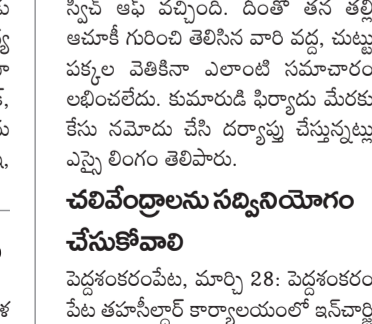 స్విచ్ ఆఫ్ వచ్చింది. దీంతో తన తల్లి
ఆచూకీ గురించి తెలిసిన వారి వద్ద, చుట్టు
పక్కల వెతికినా ఎలాంటి సమాచారం
లభించలేదు. కుమారుడి ఫిర్యాదు మేరకు
కేసు నమోదు చేసి దర్యాప్తు చేస్తున్నట్లు
ఎస్సై లింగం తెలిపారు.
చలివేంద్రాలను సద్వినియోగం
చేసుకోవాలి
పెద్దశంకరంపేట, మార్చి 28: పెద్దశంకరం
పేట తహసీల్దార్ కార్యాలయంలో ఇన్‌చార్జి